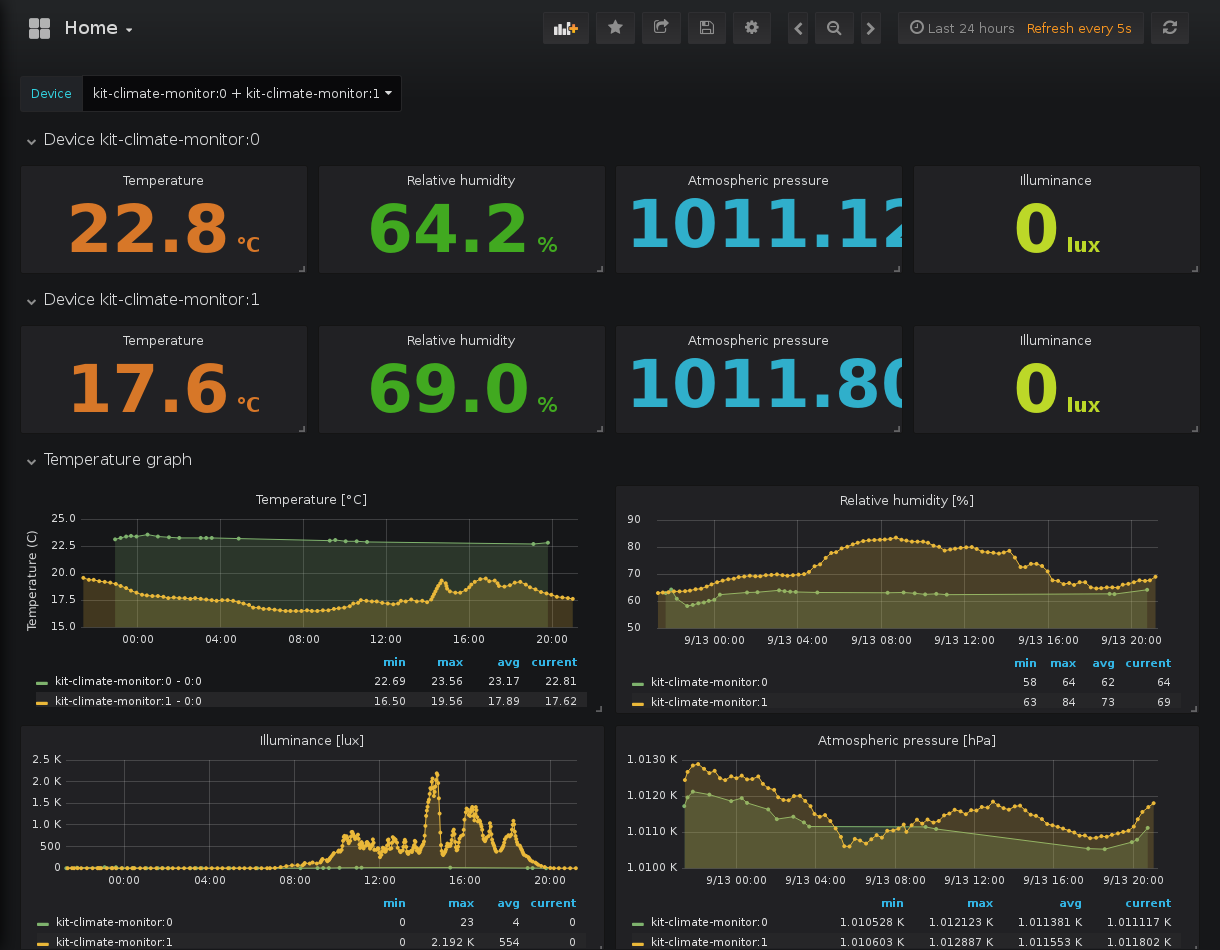 Home
Last 24 hours Refresh every 5s
Device kit-climate-monitor:0 + kit-climate-monitor:1
Device kit-climate-monitor:0
Temperature Relative humidity Atmospheric pressure Illuminance
22.8 °C 64.2 % 1011.12 0 lux
Device kit-climate-monitor:1
Temperature Relative humidity Atmospheric pressure Illuminance
17.6 °C 69.0 % 1011.80 0 lux
Temperature graph
Temperature [°C]
Temperature (C)
25.0
22.5
20.0
17.5
15.0
00:00 04:00 08:00 12:00 16:00 20:00
min max avg current
kit-climate-monitor:0 - 0:0 22.69 23.56 23.17 22.81
kit-climate-monitor:1 - 0:0 16.50 19.56 17.89 17.62
Relative humidity [%]
90
80
70
60
50
9/13 00:00 9/13 04:00 9/13 08:00 9/13 12:00 9/13 16:00 9/13 20:00
min max avg current
kit-climate-monitor:0 58 64 62 64
kit-climate-monitor:1 63 84 73 69
Illuminance [lux]
2.5 K
2.0 K
1.5 K
1.0 K
500
0
00:00 04:00 08:00 12:00 16:00 20:00
min max avg current
kit-climate-monitor:0 0 23 4 0
kit-climate-monitor:1 0 2.192 K 554 0
Atmospheric pressure [hPa]
1.0130 K
1.0120 K
1.0110 K
1.0100 K
9/13 00:00 9/13 04:00 9/13 08:00 9/13 12:00 9/13 16:00 9/13 20:00
min max avg current
kit-climate-monitor:0 1.010528 K 1.012123 K 1.011381 K 1.011117 K
kit-climate-monitor:1 1.010603 K 1.012887 K 1.011553 K 1.011802 K